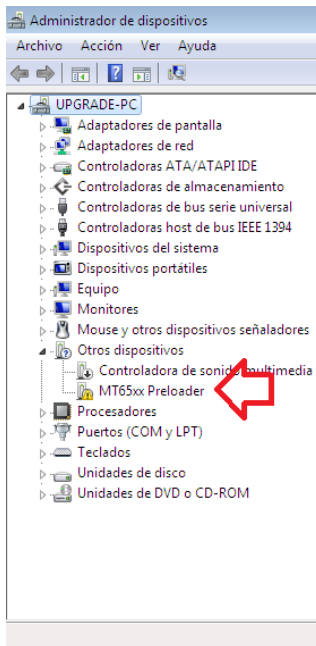 Administrador de dispositivos
Archivo Acción Ver Ayuda
UPGRADE-PC
Adaptadores de pantalla
Adaptadores de red
Controladoras ATA/ATAPI IDE
Controladoras de almacenamiento
Controladoras de bus serie universal
Controladoras host de bus IEEE 1394
Dispositivos del sistema
Dispositivos portátiles
Equipo
Monitores
Mouse y otros dispositivos señaladores
Otros dispositivos
Controladora de sonido multimedia
MT65xx Preloader
Procesadores
Puertos (COM y LPT)
Teclados
Unidades de disco
Unidades de DVD o CD-ROM